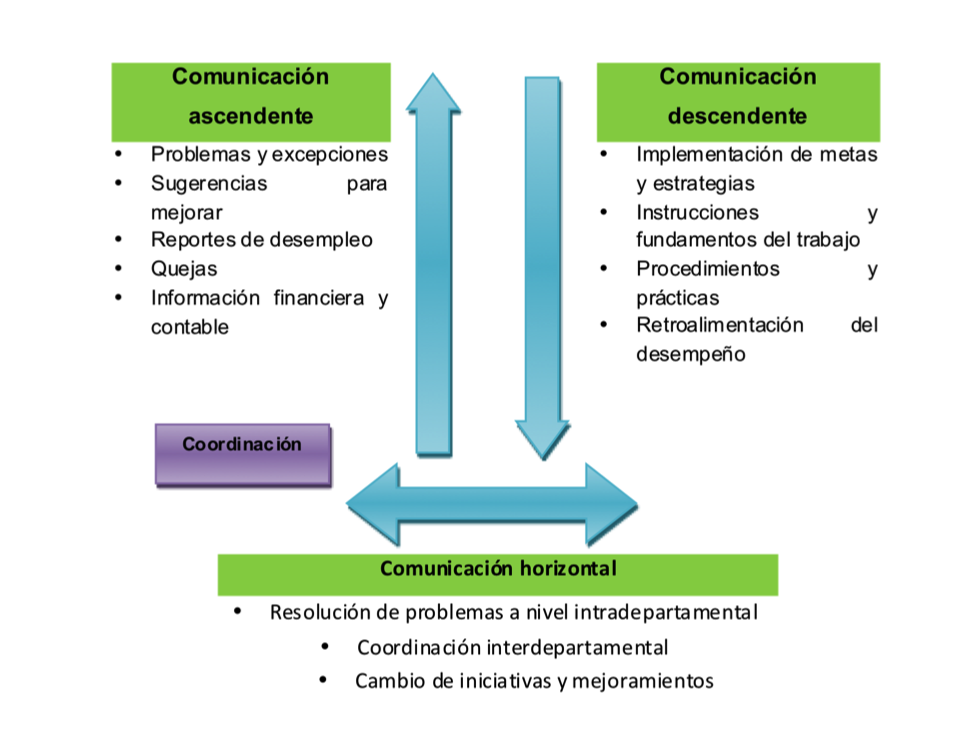 Comunicación
ascendente
• Problemas y excepciones
• Sugerencias para
mejorar
• Reportes de desempleo
• Quejas
• Información financiera y
contable
Comunicación
descendente
• Implementación de metas
y estrategias
• Instrucciones y
fundamentos del trabajo
• Procedimientos y
prácticas
• Retroalimentación del
desempeño
Coordinación
Comunicación horizontal
• Resolución de problemas a nivel intradepartamental
• Coordinación interdepartamental
• Cambio de iniciativas y mejoramientos